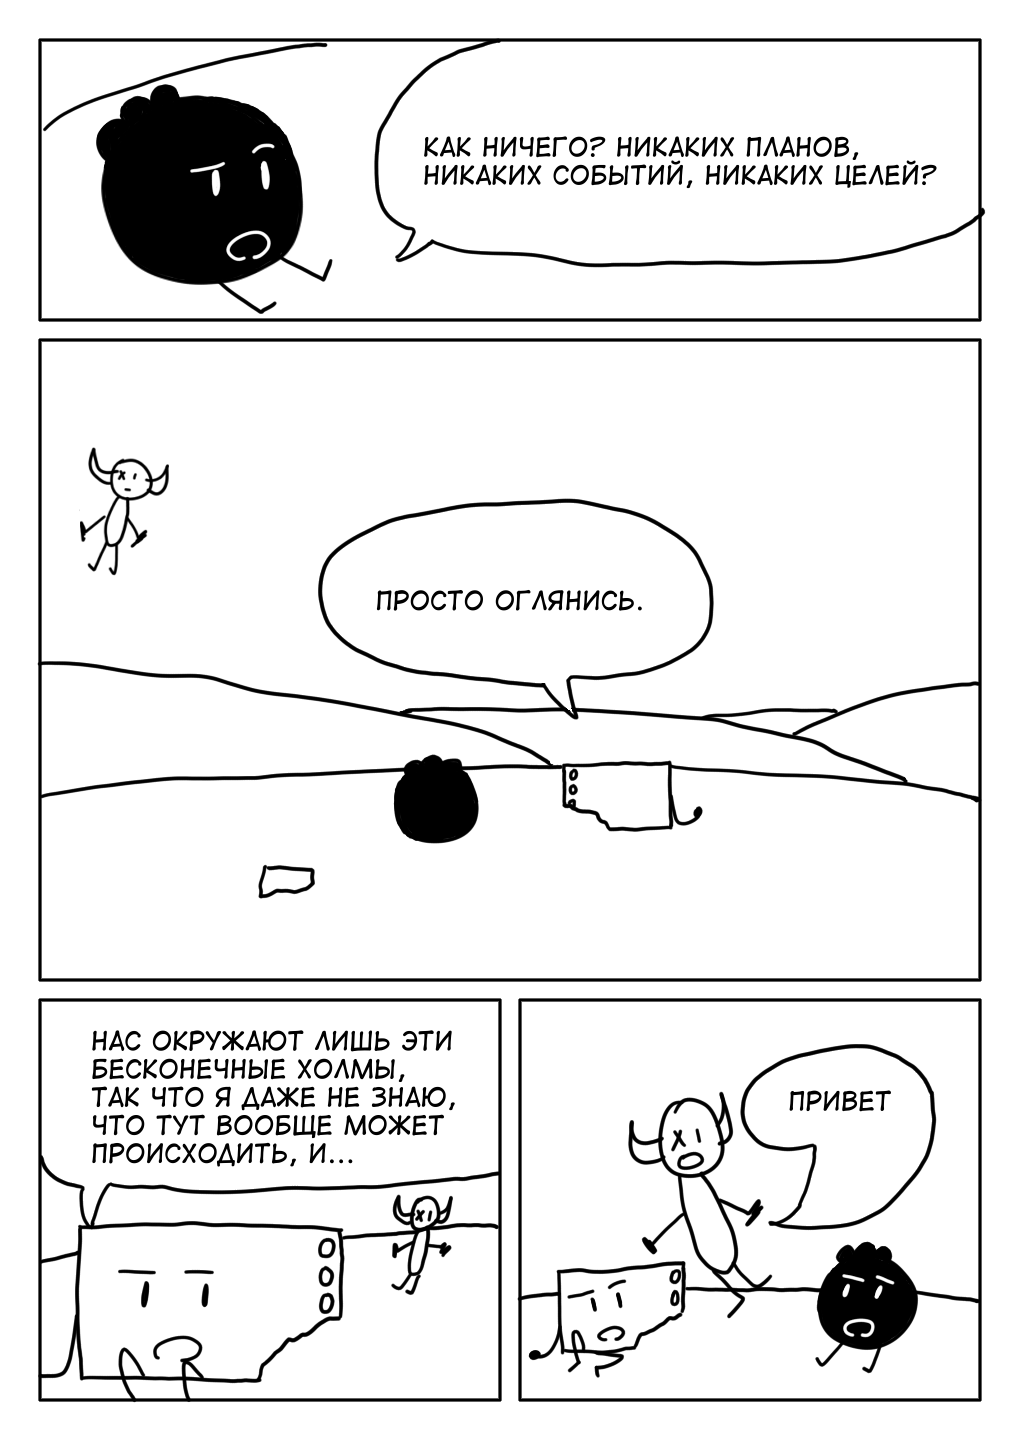 КАК НИЧЕГО? НИКАКИХ ПЛАНОВ,
НИКАКИХ СОБЫТИЙ, НИКАКИХ ЦЕЛЕЙ?
ПРОСТО ОГЛЯНИСЬ.
НАС ОКРУЖАЮТ ЛИШЬ ЭТИ
БЕСКОНЕЧНЫЕ ХОЛМЫ,
ТАК ЧТО Я ДАЖЕ НЕ ЗНАЮ,
ЧТО ТУТ ВООБЩЕ МОЖЕТ
ПРОИСХОДИТЬ, И...
ПРИВЕТ